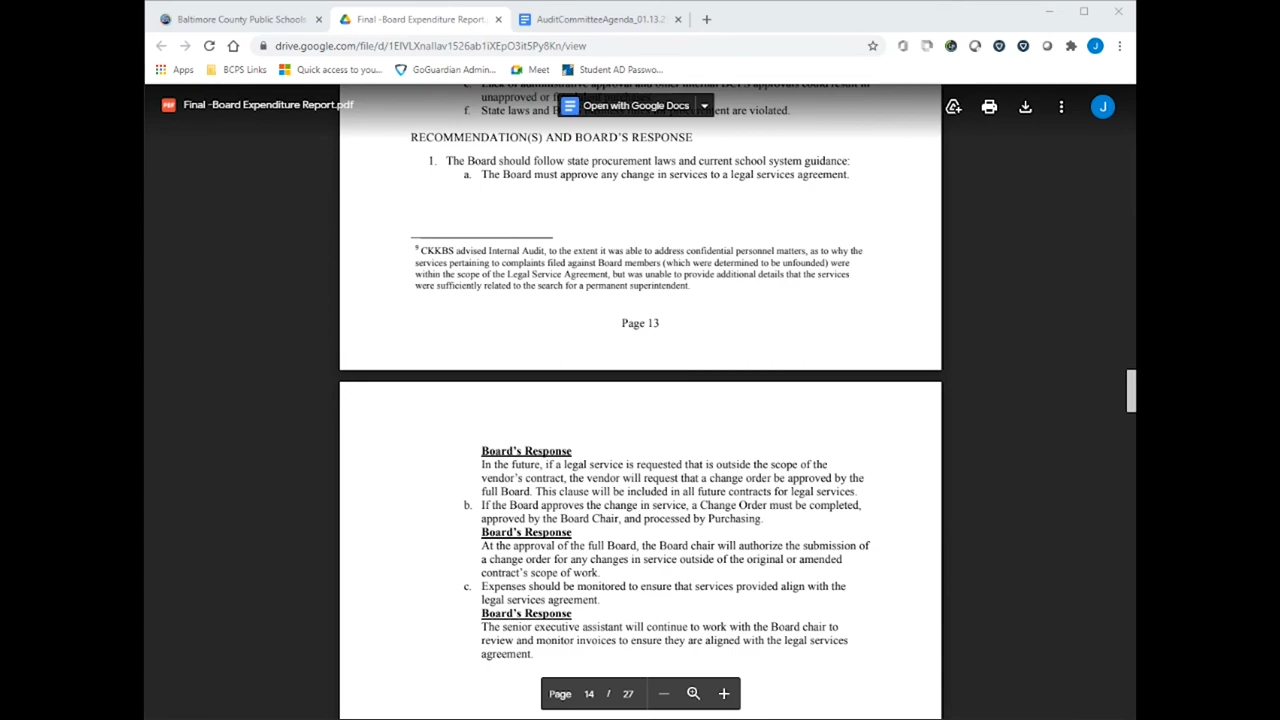 Baltimore County Public Schools
Final -Board Expenditure Report.
AuditCommitteeAgenda_01.13.2
drive.google.com/file/d/1EIVLXnaIIav1526ab1iXEpO3it5Py8Kn/view
Apps
BCPS Links
Quick access to you...
GoGuardian Admin...
Meet
Student AD Passwo...
Final -Board Expenditure Report.pdf
Open with Google Docs
J
unapproved or
f. State laws and are violated.
RECOMMENDATION(S) AND BOARD'S RESPONSE
1. The Board should follow state procurement laws and current school system guidance:
a. The Board must approve any change in services to a legal services agreement.
9 CKKBS advised Internal Audit, to the extent it was able to address confidential personnel matters, as to why the
services pertaining to complaints filed against Board members (which were determined to be unfounded) were
within the scope of the Legal Service Agreement, but was unable to provide additional details that the services
were sufficiently related to the search for a permanent superintendent.
Page 13
Board's Response
In the future, if a legal service is requested that is outside the scope of the
vendor's contract, the vendor will request that a change order be approved by the
full Board. This clause will be included in all future contracts for legal services.
b. If the Board approves the change in service, a Change Order must be completed,
approved by the Board Chair, and processed by Purchasing.
Board's Response
At the approval of the full Board, the Board chair will authorize the submission of
a change order for any changes in service outside of the original or amended
contract's scope of work.
c. Expenses should be monitored to ensure that services provided align with the
legal services agreement.
Board's Response
The senior executive assistant will continue to work with the Board chair to
review and monitor invoices to ensure they are aligned with the legal services
agreement.
Page 14 / 27